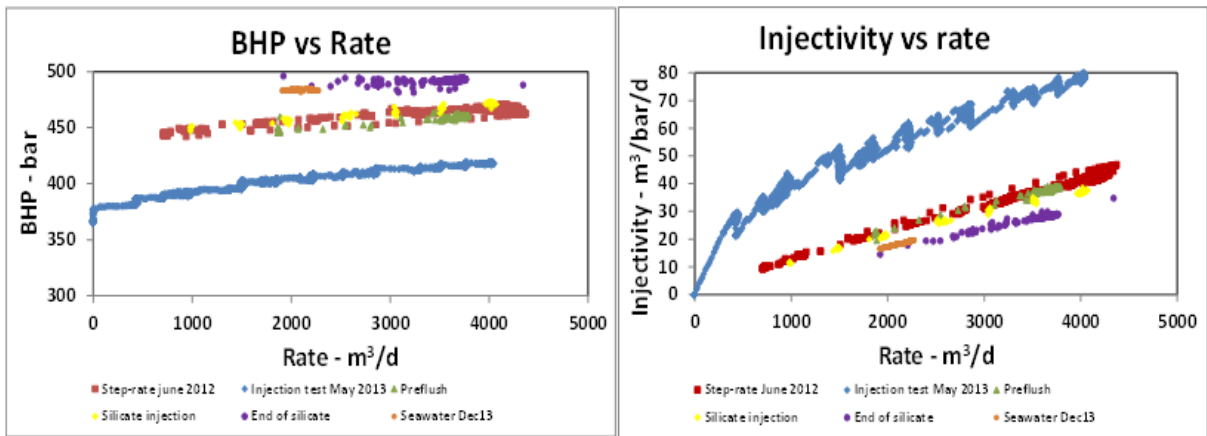 BHP vs Rate
BHP - bar
500
450
400
350
300
0 1000 2000 3000 4000 5000
Rate - m³/d
Step-rate june 2012 Injection test May 2013 Preflush
Silicate injection End of silicate Seawater Dec13
Injectivity vs rate
Injectivity - m³/bar/d
80
70
60
50
40
30
20
10
0
0 1000 2000 3000 4000 5000
Rate - m³/d
Step-rate June 2012 Injection test May 2013 Preflush
Silicate injection End of silicate Seawater Dec13